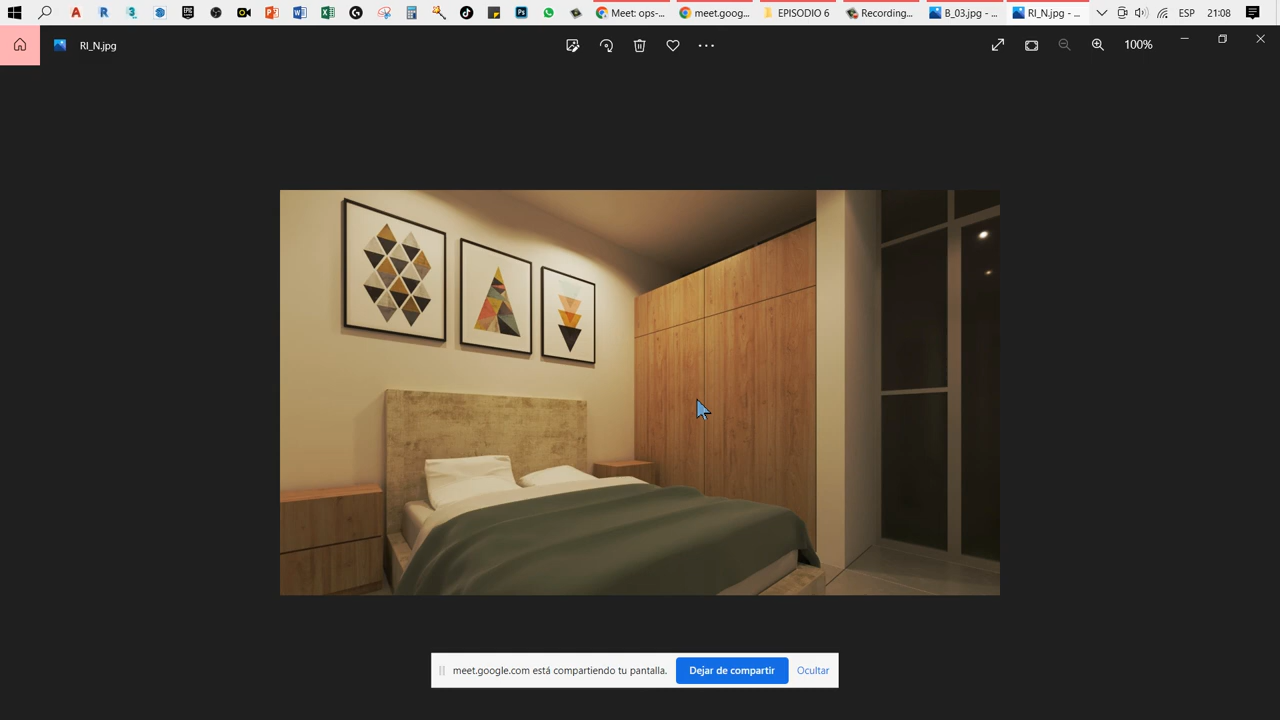 Meet: ops-...
meet.goog...
EPISODIO 6
Recording...
B_03.jpg - ...
RI_N.jpg - ...
ESP
21:08
RI_N.jpg
100%
meet.google.com está compartiendo tu pantalla.
Dejar de compartir
Ocultar